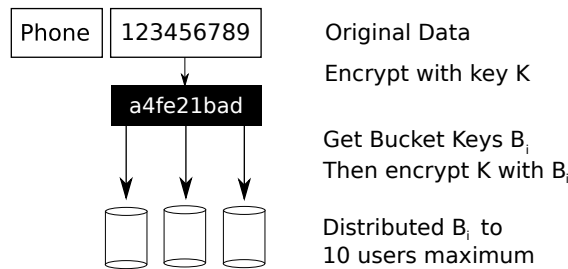 Phone 123456789 Original Data
Encrypt with key K
a4fe21bad
Get Bucket Keys Bi
Then encrypt K with Bi
Distributed Bi to
10 users maximum